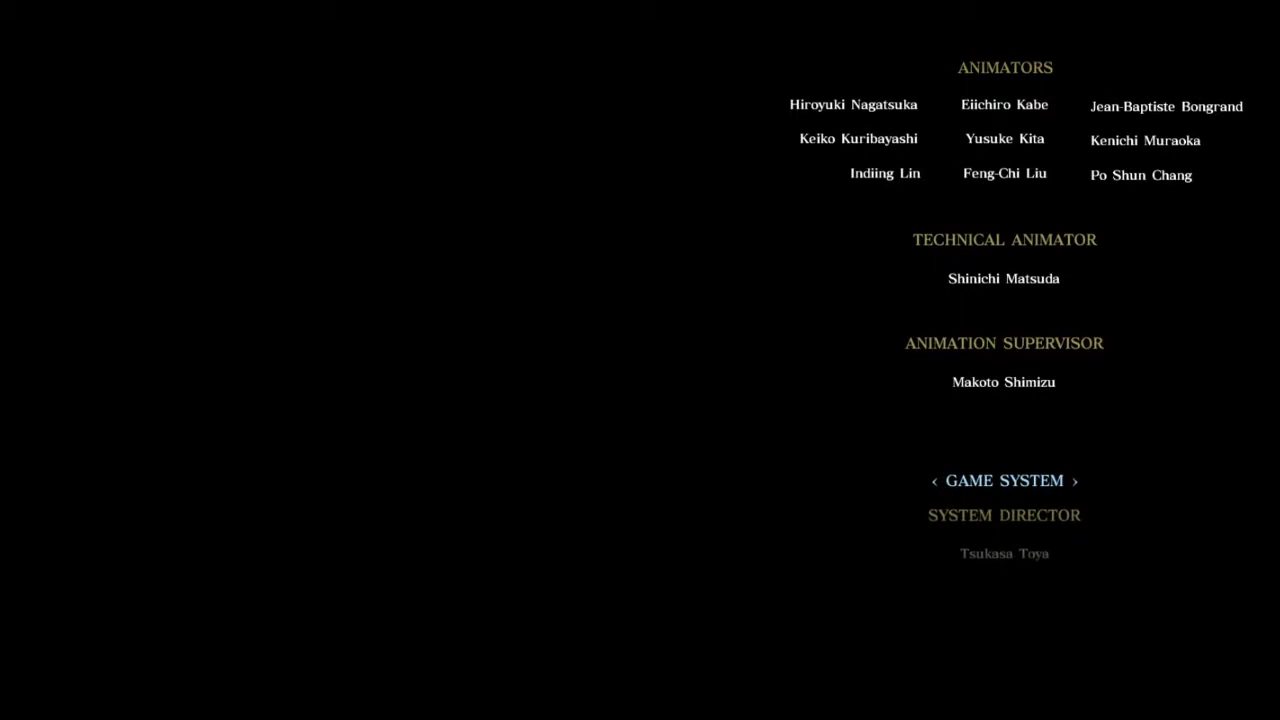 ANIMATORS
Hiroyuki Nagatsuka Eiichiro Kabe Jean-Baptiste Bongrand
Keiko Kuribayashi Yusuke Kita Kenichi Muraoka
Indiing Lin Feng-Chi Liu Po Shun Chang
TECHNICAL ANIMATOR
Shinichi Matsuda
ANIMATION SUPERVISOR
Makoto Shimizu
‹ GAME SYSTEM ›
SYSTEM DIRECTOR
Tsukasa Toya